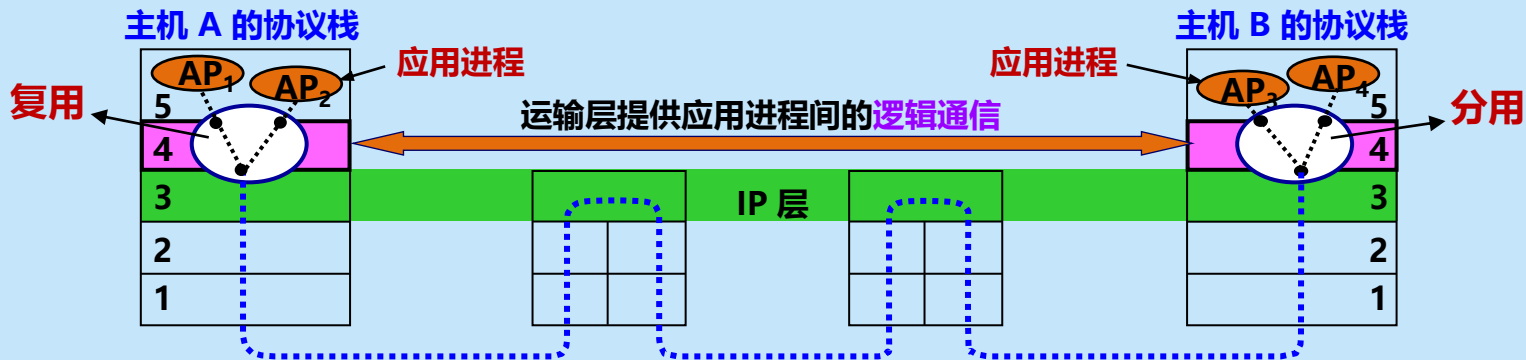 主机 A 的协议栈
主机 B 的协议栈
AP1
AP2
应用进程
应用进程
AP3
AP4
复用
5
运输层提供应用进程间的逻辑通信
5
分用
4
4
3
IP 层
3
2
2
1
1